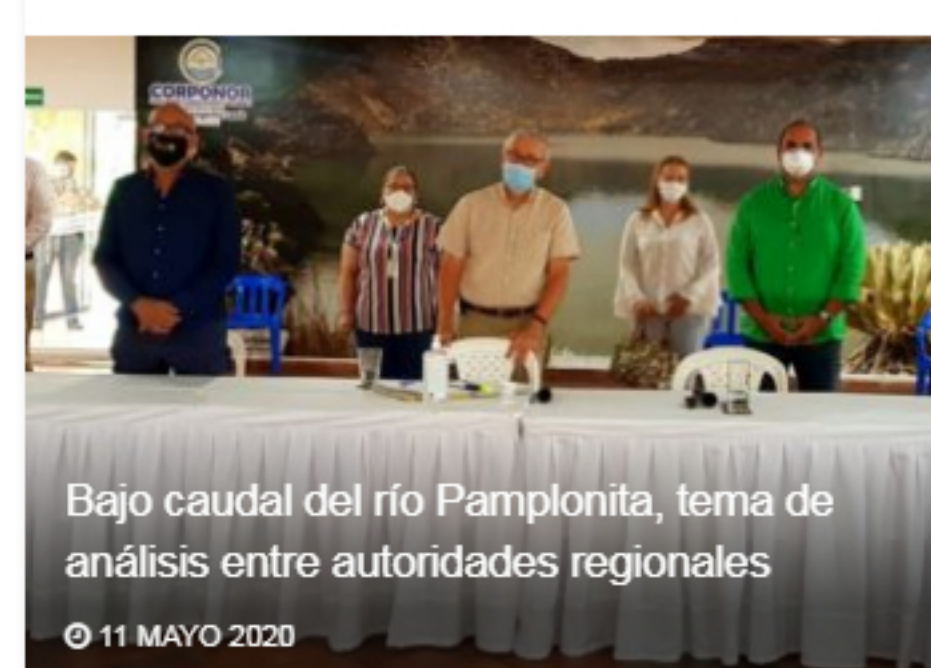 CORPONOR
Bajo caudal del río Pamplonita, tema de
análisis entre autoridades regionales
11 MAYO 2020